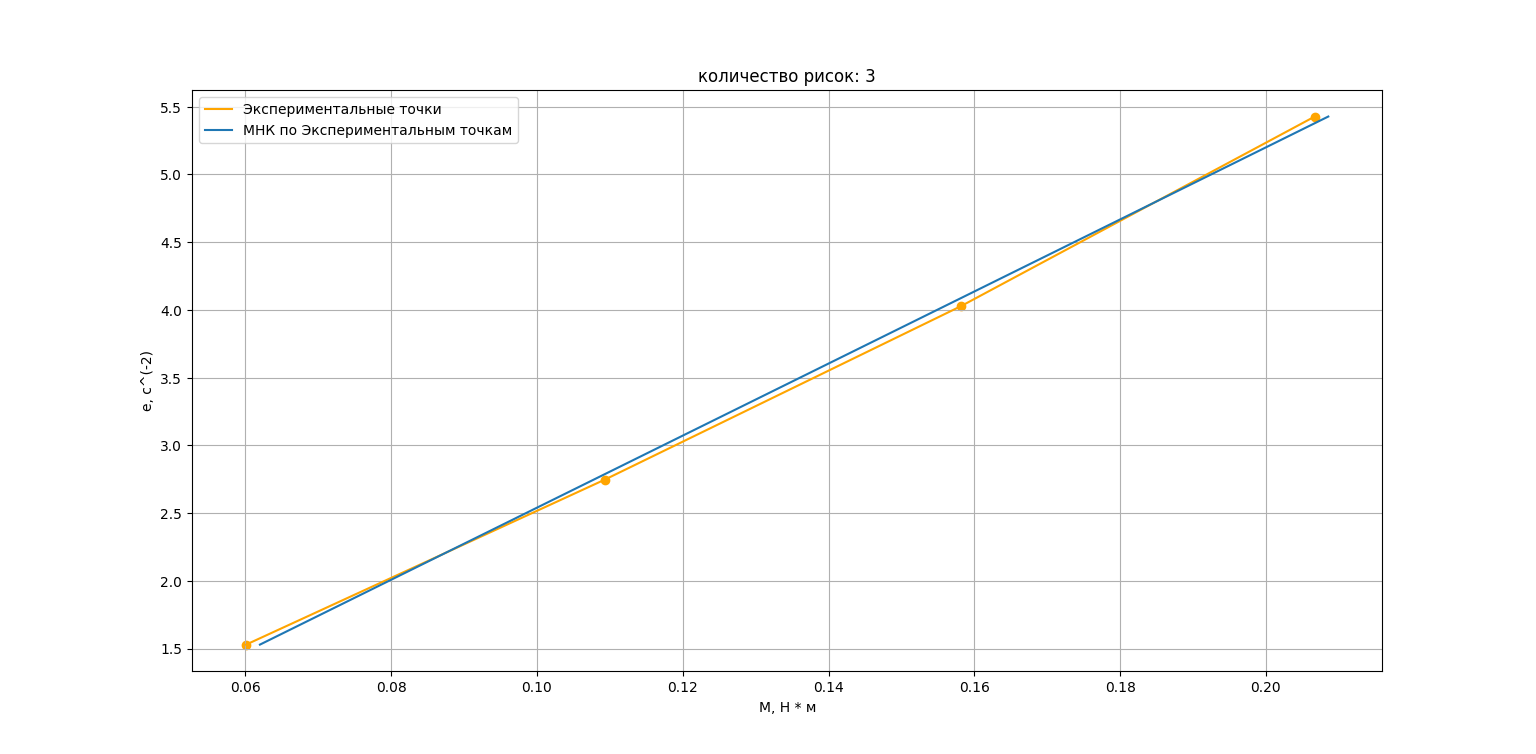 количество рисок: 3
Экспериментальные точки
МНК по Экспериментальным точкам
5.5
5.0
4.5
4.0
3.5
3.0
2.5
2.0
1.5
e, c^(-2)
0.06 0.08 0.10 0.12 0.14 0.16 0.18 0.20
M, Н * м